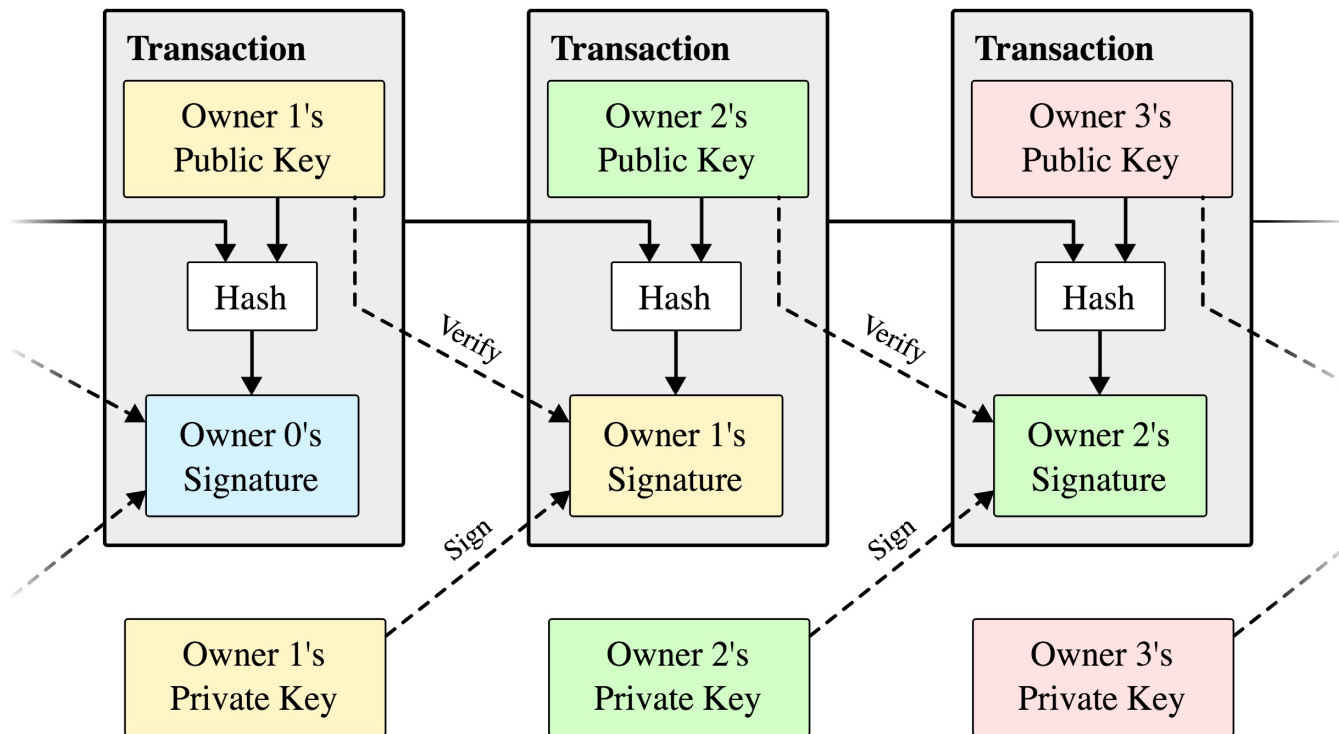 Transaction
Owner 1's
Public Key
Hash
Owner 0's
Signature
Transaction
Owner 2's
Public Key
Hash
Verify
Owner 1's
Signature
Sign
Transaction
Owner 3's
Public Key
Hash
Verify
Owner 2's
Signature
Sign
Owner 1's
Private Key
Owner 2's
Private Key
Owner 3's
Private Key